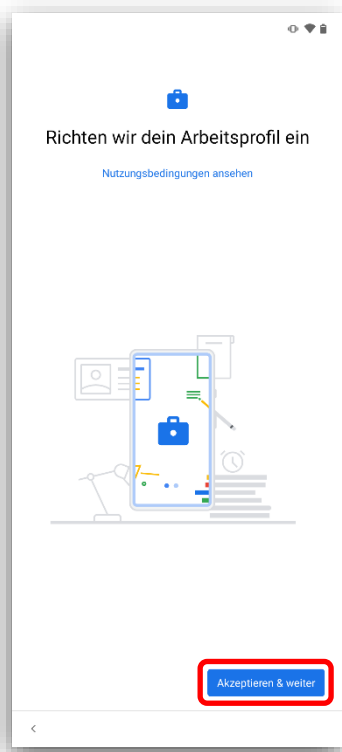 Richten wir dein Arbeitsprofil ein
Nutzungsbedingungen ansehen
Akzeptieren & weiter